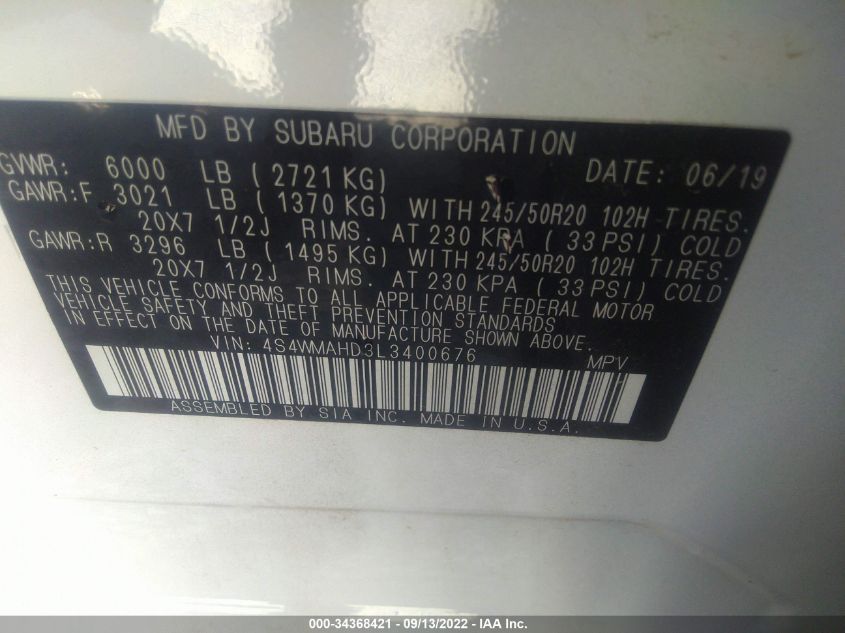 MFD BY SUBARU CORPORATION
GVWR: 6000 LB ( 2721 KG) DATE: 06/19
GAWR:F 3021 LB ( 1370 KG) WITH 245/50R20 102H TIRES.
20X7 1/2J RIMS. AT 230 KPA ( 33 PSI) COLD
GAWR:R 3296 LB ( 1495 KG) WITH 245/50R20 102H TIRES.
20X7 1/2J RIMS. AT 230 KPA ( 33 PSI) COLD
THIS VEHICLE CONFORMS TO ALL APPLICABLE FEDERAL MOTOR
VEHICLE SAFETY AND THEFT PREVENTION STANDARDS
IN EFFECT ON THE DATE OF MANUFACTURE SHOWN ABOVE.
VIN: 4S4WMAHD3L3400676 MPV
H
ASSEMBLED BY SIA INC. MADE IN U.S.A.
000-34368421 - 09/13/2022 - IAA Inc.